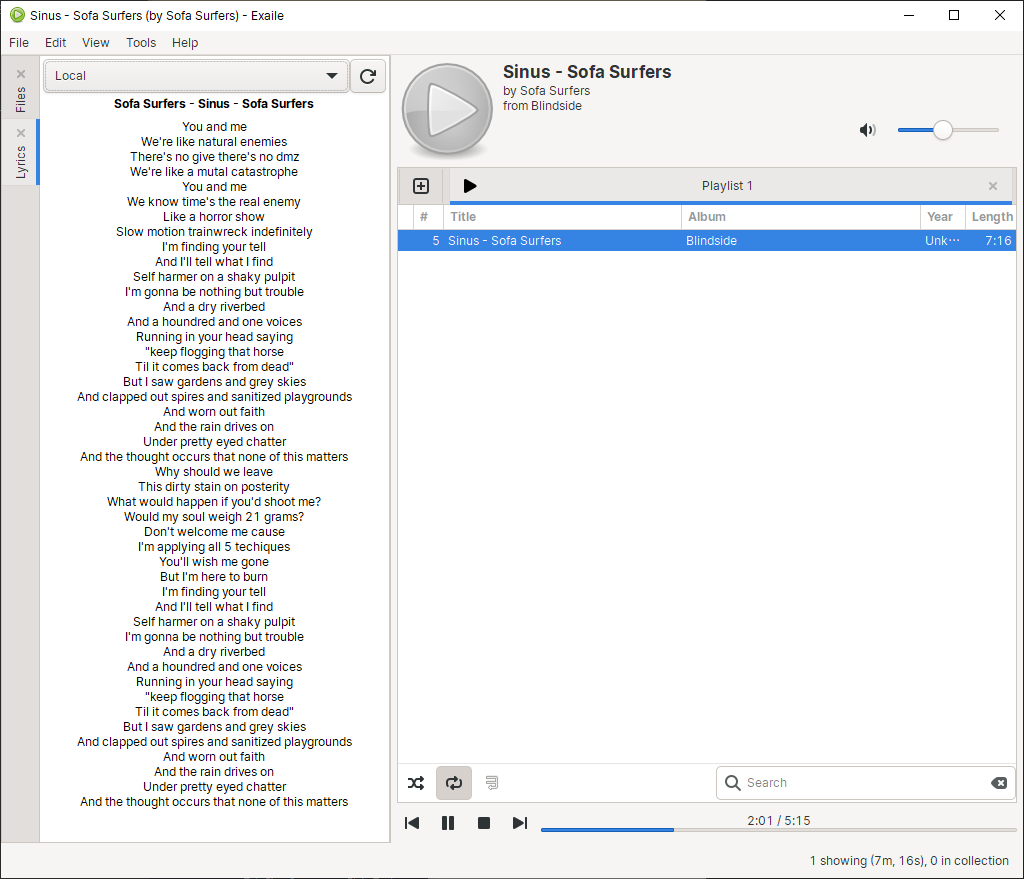 Sinus - Sofa Surfers (by Sofa Surfers) - Exaile
File Edit View Tools Help
Files
Lyrics
Local
Sofa Surfers - Sinus - Sofa Surfers
You and me
We're like natural enemies
There's no give there's no dmz
We're like a mutal catastrophe
You and me
We know time's the real enemy
Like a horror show
Slow motion trainwreck indefinitely
I'm finding your tell
And I'll tell what I find
Self harmer on a shaky pulpit
I'm gonna be nothing but trouble
And a dry riverbed
And a houndred and one voices
Running in your head saying
"keep flogging that horse
Til it comes back from dead"
But I saw gardens and grey skies
And clapped out spires and sanitized playgrounds
And worn out faith
And the rain drives on
Under pretty eyed chatter
And the thought occurs that none of this matters
Why should we leave
This dirty stain on posterity
What would happen if you'd shoot me?
Would my soul weigh 21 grams?
Don't welcome me cause
I'm applying all 5 techiques
You'll wish me gone
But I'm here to burn
I'm finding your tell
And I'll tell what I find
Self harmer on a shaky pulpit
I'm gonna be nothing but trouble
And a dry riverbed
And a houndred and one voices
Running in your head saying
"keep flogging that horse
Til it comes back from dead"
But I saw gardens and grey skies
And clapped out spires and sanitized playgrounds
And worn out faith
And the rain drives on
Under pretty eyed chatter
And the thought occurs that none of this matters
Sinus - Sofa Surfers
by Sofa Surfers
from Blindside
Playlist 1
# Title Album Year Length
5 Sinus - Sofa Surfers Blindside Unk… 7:16
Search
2:01 / 5:15
1 showing (7m, 16s), 0 in collection